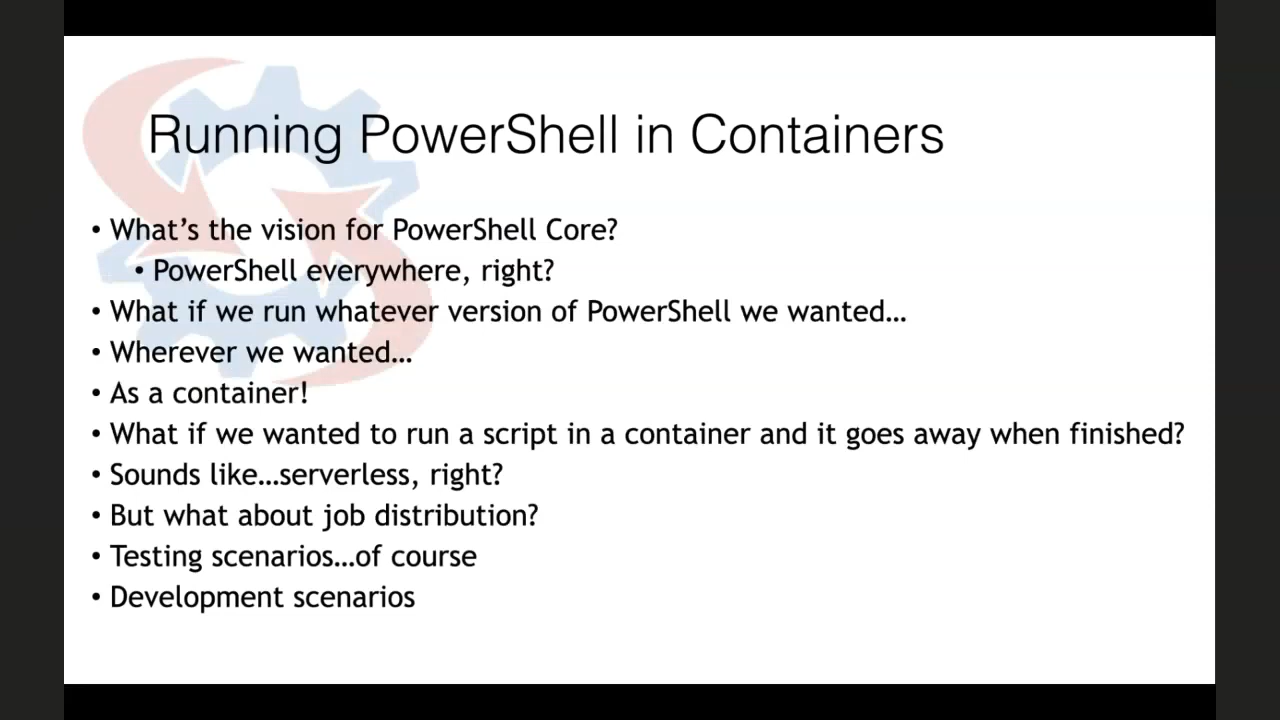 Running PowerShell in Containers
• What’s the vision for PowerShell Core?
• PowerShell everywhere, right?
• What if we run whatever version of PowerShell we wanted…
• Wherever we wanted…
• As a container!
• What if we wanted to run a script in a container and it goes away when finished?
• Sounds like…serverless, right?
• But what about job distribution?
• Testing scenarios…of course
• Development scenarios